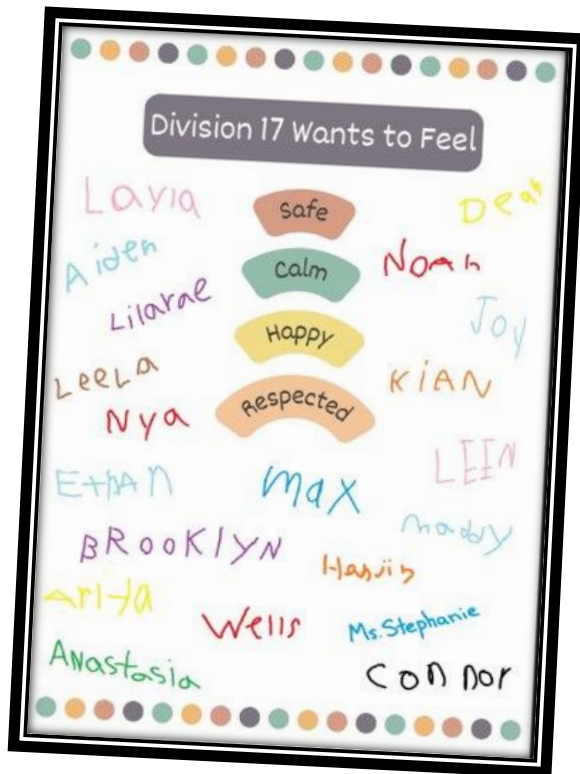 Division 17 Wants to Feel
Layla
Safe
Dean
Aiden
Calm
Noah
Lilarae
Joy
Happy
LeeLa
KiAN
Respected
Nya
LEEN
EthAN
max
maddy
BRooKlYN
Wells
Ms. Stephanie
Anastasia
ConNor